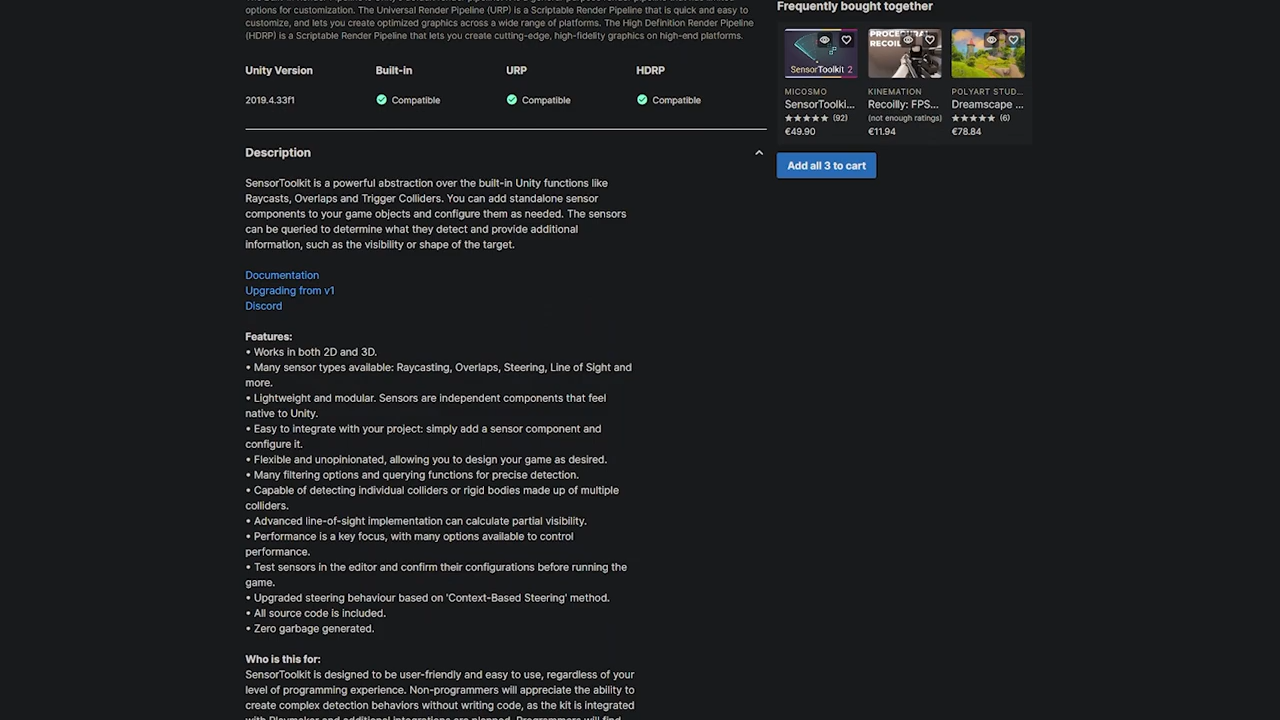 options for customization. The Universal Render Pipeline (URP) is a Scriptable Render Pipeline that is quick and easy to
customize, and lets you create optimized graphics across a wide range of platforms. The High Definition Render Pipeline
(HDRP) is a Scriptable Render Pipeline that lets you create cutting-edge, high-fidelity graphics on high-end platforms.
Unity Version Built-in URP HDRP
2019.4.33f1 Compatible Compatible Compatible
Description
SensorToolkit is a powerful abstraction over the built-in Unity functions like
Raycasts, Overlaps and Trigger Colliders. You can add standalone sensor
components to your game objects and configure them as needed. The sensors
can be queried to determine what they detect and provide additional
information, such as the visibility or shape of the target.
Documentation
Upgrading from v1
Discord
Features:
• Works in both 2D and 3D.
• Many sensor types available: Raycasting, Overlaps, Steering, Line of Sight and
more.
• Lightweight and modular. Sensors are independent components that feel
native to Unity.
• Easy to integrate with your project: simply add a sensor component and
configure it.
• Flexible and unopinionated, allowing you to design your game as desired.
• Many filtering options and querying functions for precise detection.
• Capable of detecting individual colliders or rigid bodies made up of multiple
colliders.
• Advanced line-of-sight implementation can calculate partial visibility.
• Performance is a key focus, with many options available to control
performance.
• Test sensors in the editor and confirm their configurations before running the
game.
• Upgraded steering behaviour based on 'Context-Based Steering' method.
• All source code is included.
• Zero garbage generated.
Who is this for:
SensorToolkit is designed to be user-friendly and easy to use, regardless of your
level of programming experience. Non-programmers will appreciate the ability to
create complex detection behaviors without writing code, as the kit is integrated
with Playmaker and additional integrations are planned. Programmers will find
Frequently bought together
SensorToolkit 2
PROCEDURAL
RECOIL
MICOSMO
SensorToolki...
★★★★★ (92)
€49.90
KINEMATION
Recoilly: FPS...
(not enough ratings)
€11.94
POLYART STUD...
Dreamscape ...
★★★★★ (6)
€78.84
Add all 3 to cart